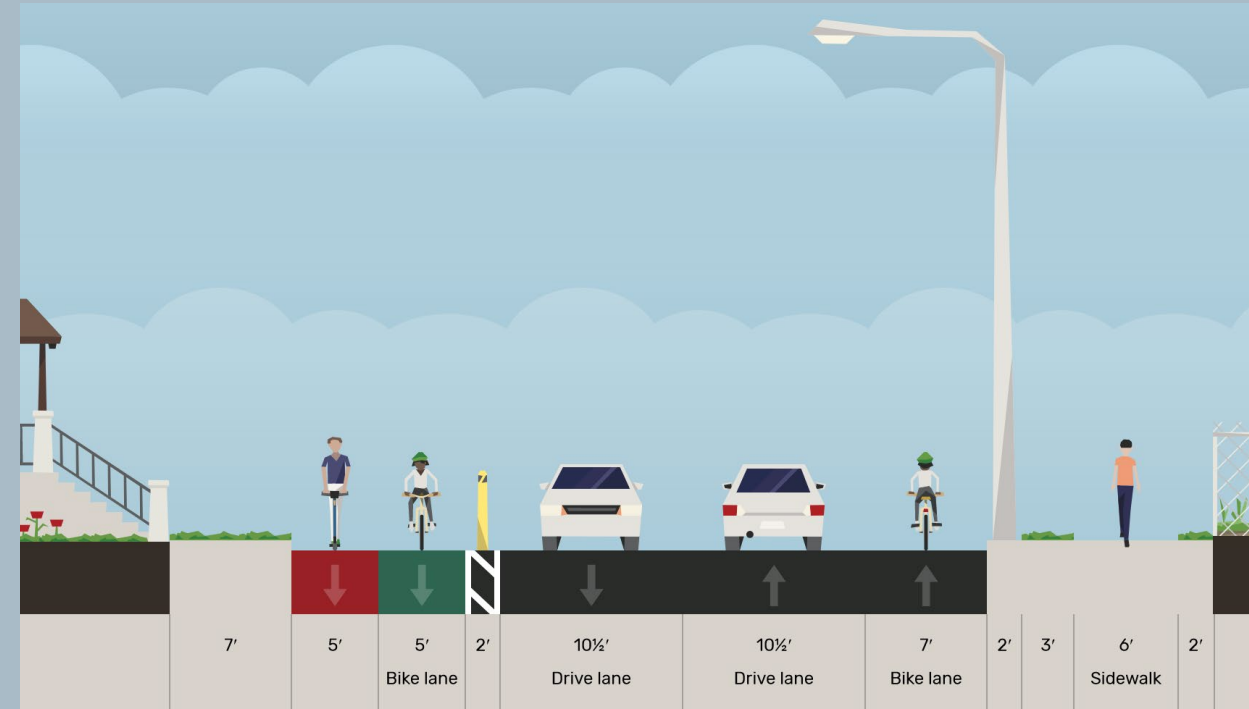 7′ 5′ 5′ 2′ 10½′ 10½′ 7′ 2′ 3′ 6′ 2′
Bike lane Drive lane Drive lane Bike lane Sidewalk